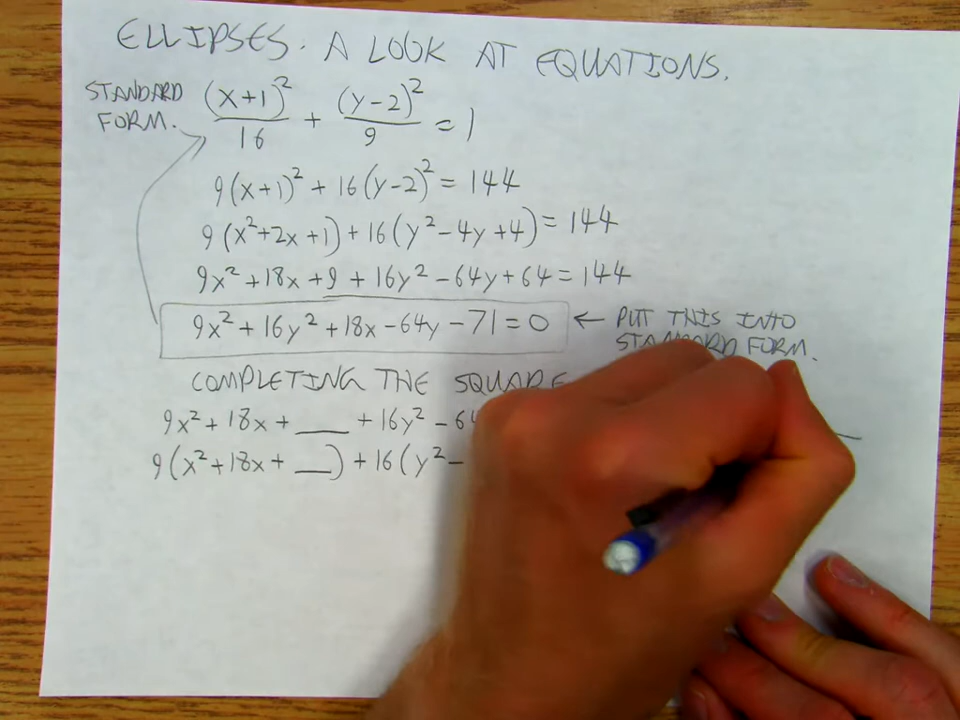 ELLIPSES. A LOOK AT EQUATIONS.
STANDARD FORM.
(x+1)²/16 + (y-2)²/9 = 1
9(x+1)² + 16(y-2)² = 144
9(x²+2x+1) + 16(y²-4y+4) = 144
9x² + 18x + 9 + 16y² - 64y + 64 = 144
9x² + 16y² + 18x - 64y - 71 = 0
← PUT THIS INTO
STANDARD FORM.
COMPLETING THE SQUARE
9x² + 18x + ___ + 16y² - 64
9(x² + 18x + ___) + 16(y² -